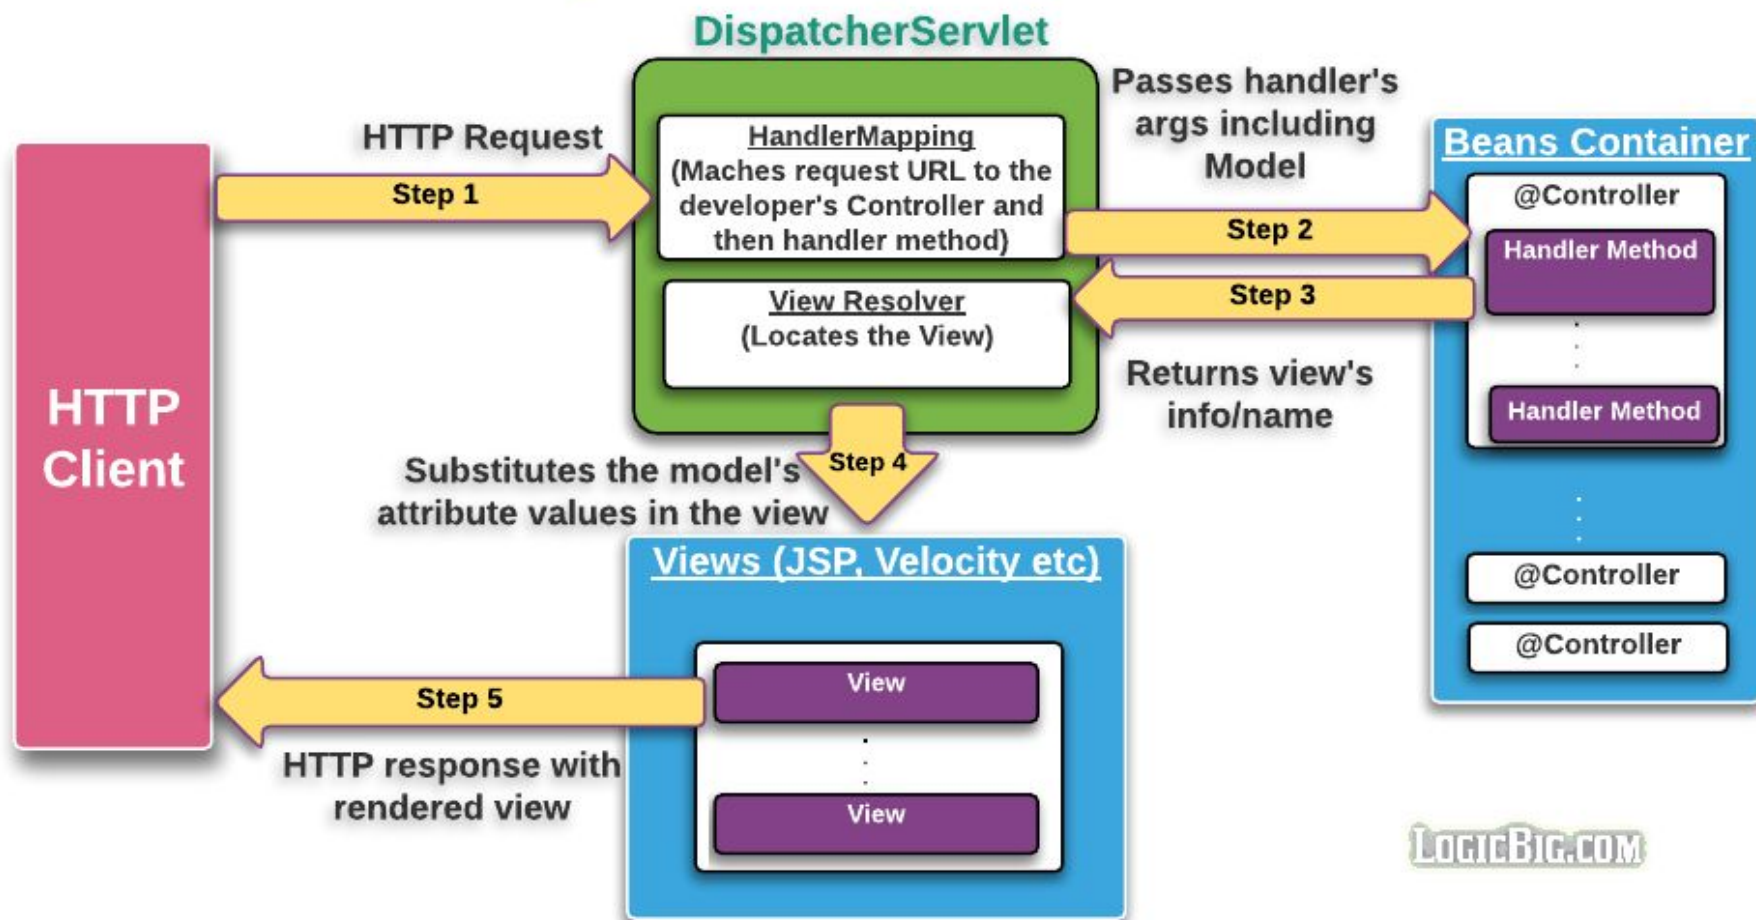 DispatcherServlet
HTTP Request
Step 1
HandlerMapping
(Maches request URL to the
developer's Controller and
then handler method)
View Resolver
(Locates the View)
Passes handler's
args including
Model
Step 2
Step 3
Returns view's
info/name
Beans Container
@Controller
Handler Method
Handler Method
@Controller
@Controller
HTTP
Client
Substitutes the model's
attribute values in the view
Step 4
Views (JSP, Velocity etc)
View
View
Step 5
HTTP response with
rendered view
LogicBig.com